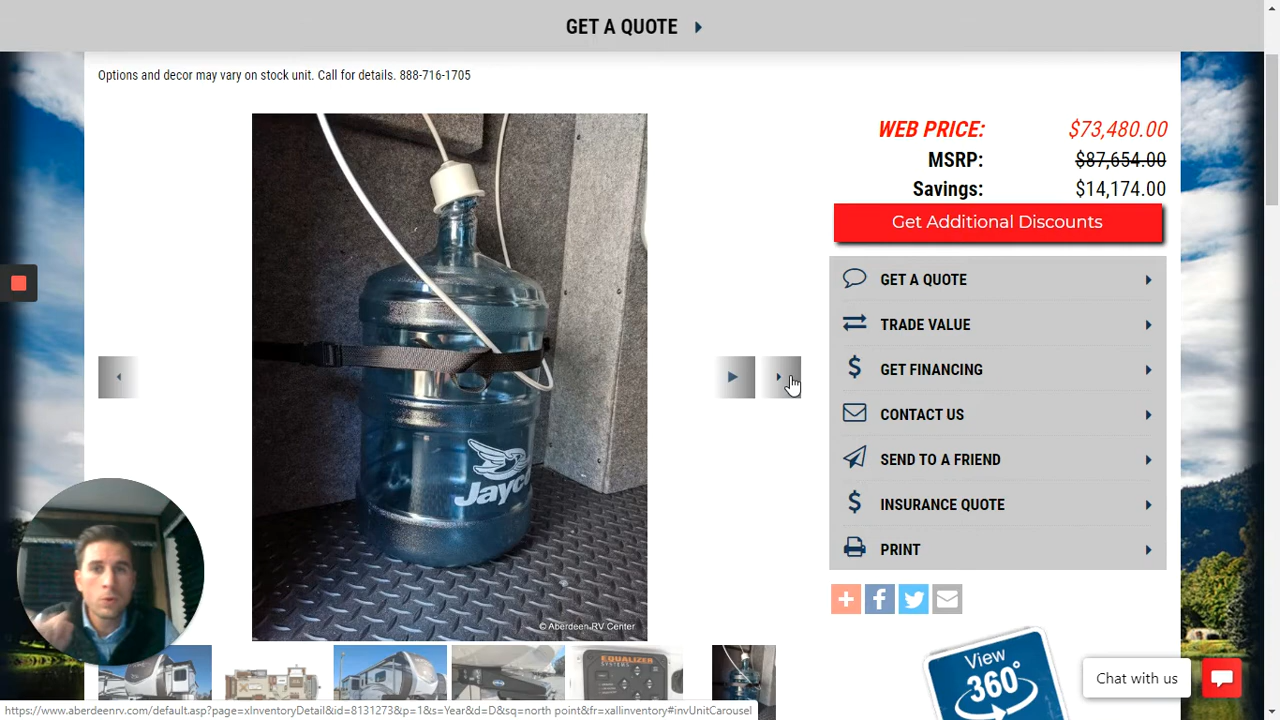 GET A QUOTE
Options and decor may vary on stock unit. Call for details. 888-716-1705
WEB PRICE: $73,480.00
MSRP: $87,654.00
Savings: $14,174.00
Get Additional Discounts
GET A QUOTE
TRADE VALUE
GET FINANCING
CONTACT US
SEND TO A FRIEND
INSURANCE QUOTE
PRINT
Jayco
© Aberdeen RV Center
EQUALIZER
SYSTEMS
View
360°
Chat with us
https://www.aberdeenrv.com/default.asp?page=xInventoryDetail&id=8131273&p=1&s=Year&d=D&sq=north point&fr=xallinventory#invUnitCarousel